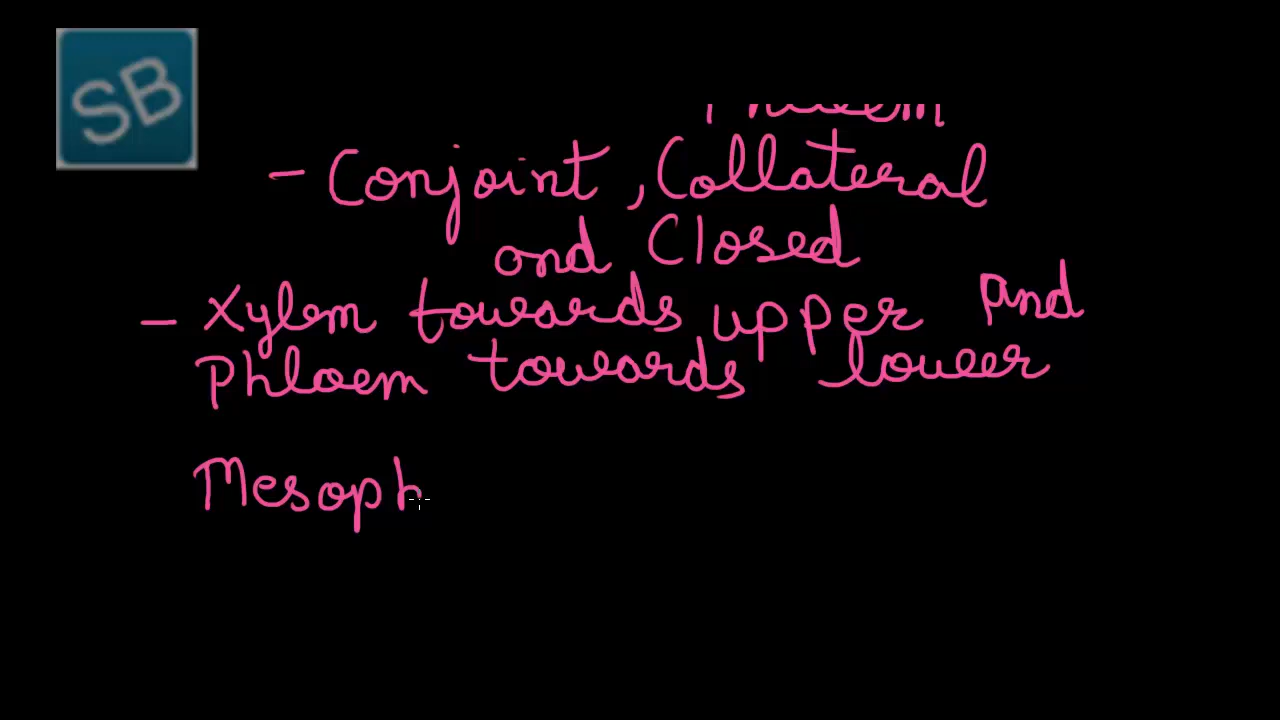 SB
- Conjoint, Collateral
and Closed
- Xylem towards upper and
Phloem towards lower
Mesoph